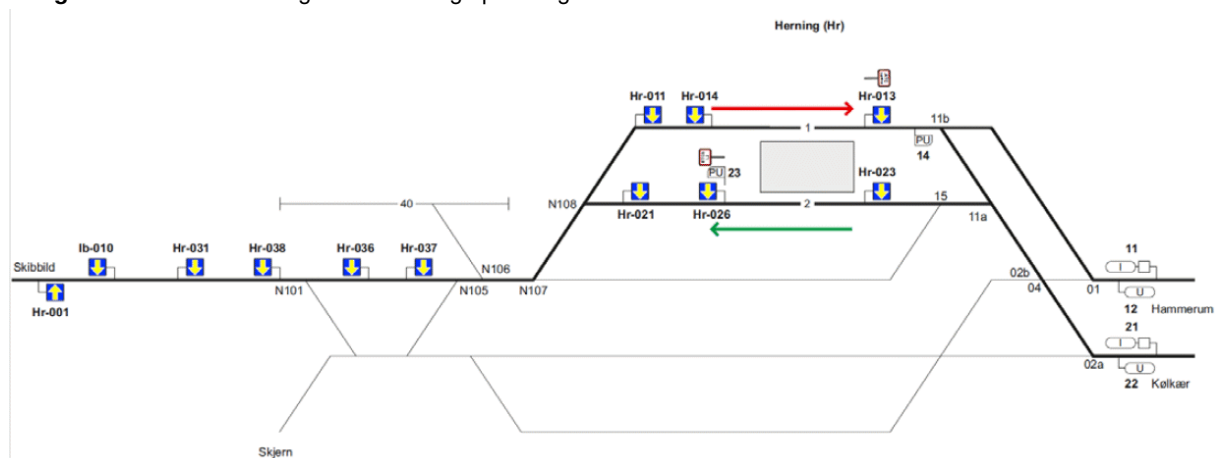 Herning (Hr)
Hr-011
Hr-014
Hr-013
11b
1
PU
14
PU
23
Hr-023
N108
Hr-021
Hr-026
2
15
11a
40
Ib-010
Hr-031
Hr-038
Hr-036
Hr-037
Skibbild
Hr-001
N101
N105
N106
N107
02b
04
01
11
I
U
12
Hammerum
21
I
02a
U
22
Kølkær
Skjern